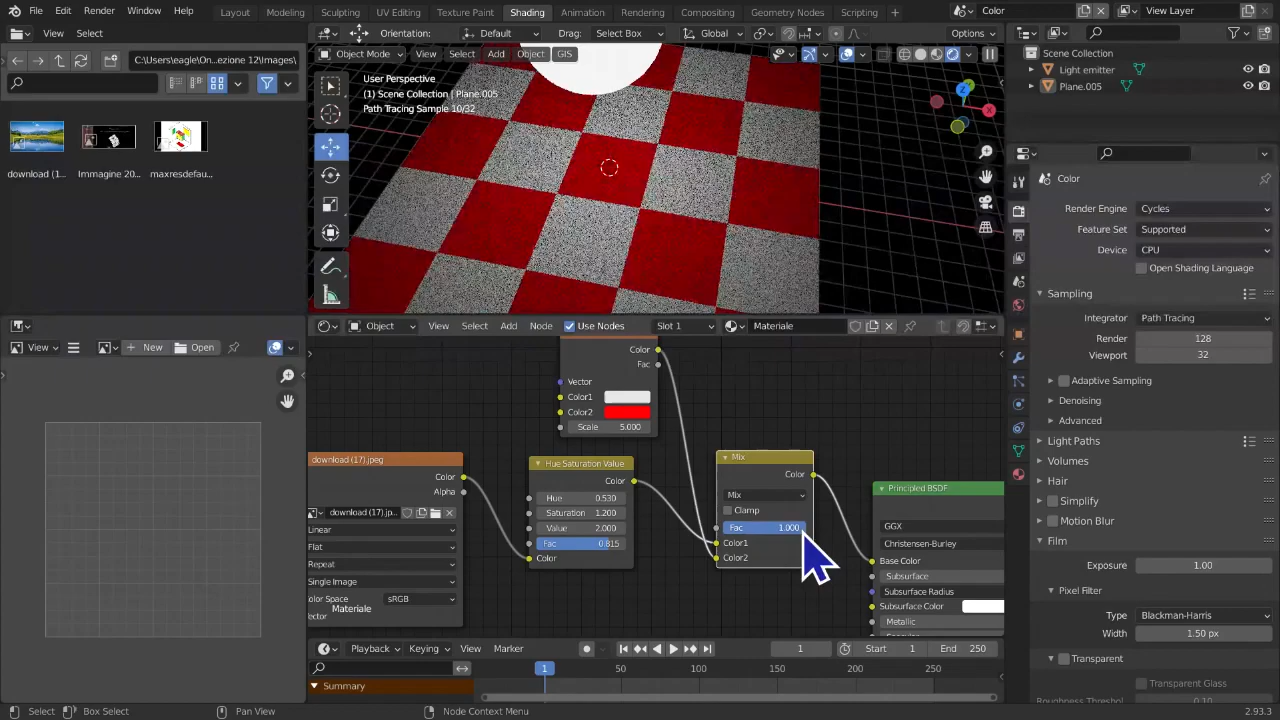 File Edit Render Window Help Layout Modeling Sculpting UV Editing Texture Paint Shading Animation Rendering Compositing Geometry Nodes Scripting + Color View Layer
View Select
Orientation: Default Drag: Select Box Global Options
C:\Users\eagle\On...ezione 12\Images\
Object Mode View Select Add Object GIS
User Perspective
(1) Scene Collection | Plane.005
Path Tracing Sample 10/32
download (1... Immagine 20... maxresdefau...
Scene Collection
Light emitter
Plane.005
Color
Render Engine Cycles
Feature Set Supported
Device CPU
Open Shading Language
Sampling
Integrator Path Tracing
Render 128
Viewport 32
Adaptive Sampling
Denoising
Advanced
Light Paths
Volumes
Hair
Simplify
Motion Blur
Film
Exposure 1.00
Pixel Filter
Type Blackman-Harris
Width 1.50 px
Transparent
Transparent Glass
Roughness Threshol 0.10
View New Open
Object View Select Add Node Use Nodes Slot 1 Materiale
Color
Fac
Vector
Color1
Color2
Scale 5.000
download (17).jpeg
Color
Alpha
download (17).jp..
Linear
Flat
Repeat
Single Image
olor Space sRGB
Materiale
ector
Hue Saturation Value
Color
Hue 0.530
Saturation 1.200
Value 2.000
Fac 0.815
Color
Mix
Color
Mix
Clamp
Fac 1.000
Color1
Color2
Principled BSDF
GGX
Christensen-Burley
Base Color
Subsurface
Subsurface Radius
Subsurface Color
Metallic
Playback Keying View Marker 1 Start 1 End 250
1 50 100 150 200 250
Summary
Select Box Select Pan View Node Context Menu 2.93.3